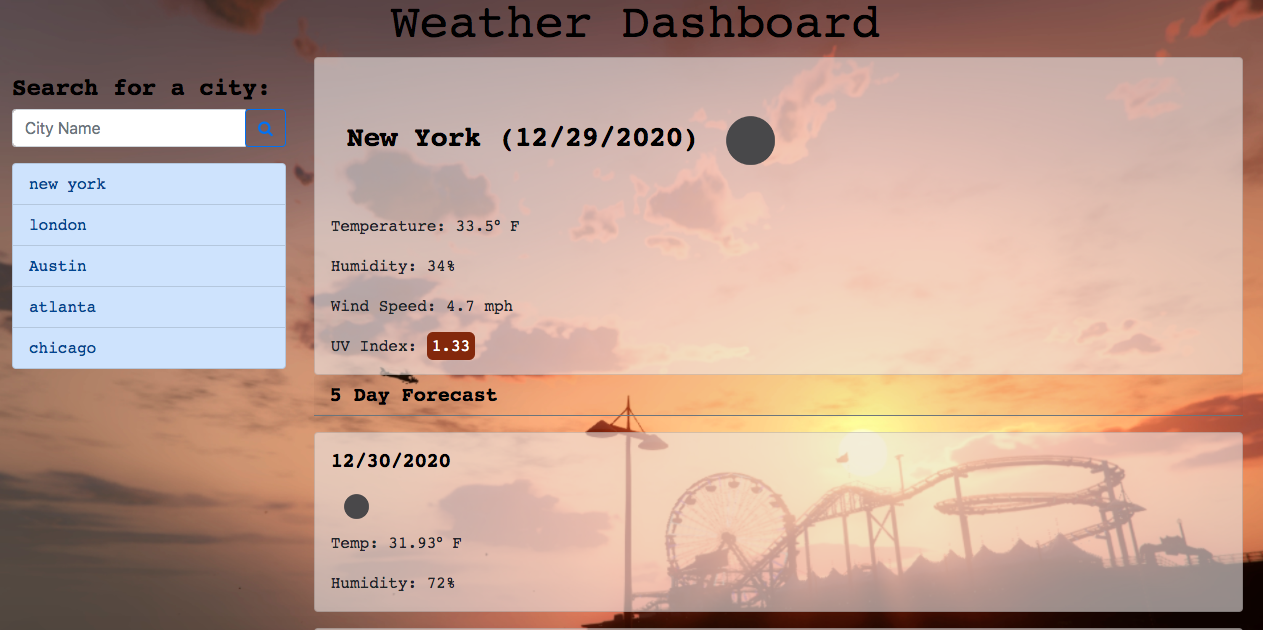 Weather Dashboard
Search for a city:
City Name
new york
london
Austin
atlanta
chicago
New York (12/29/2020)
Temperature: 33.5° F
Humidity: 34%
Wind Speed: 4.7 mph
UV Index: 1.33
5 Day Forecast
12/30/2020
Temp: 31.93° F
Humidity: 72%